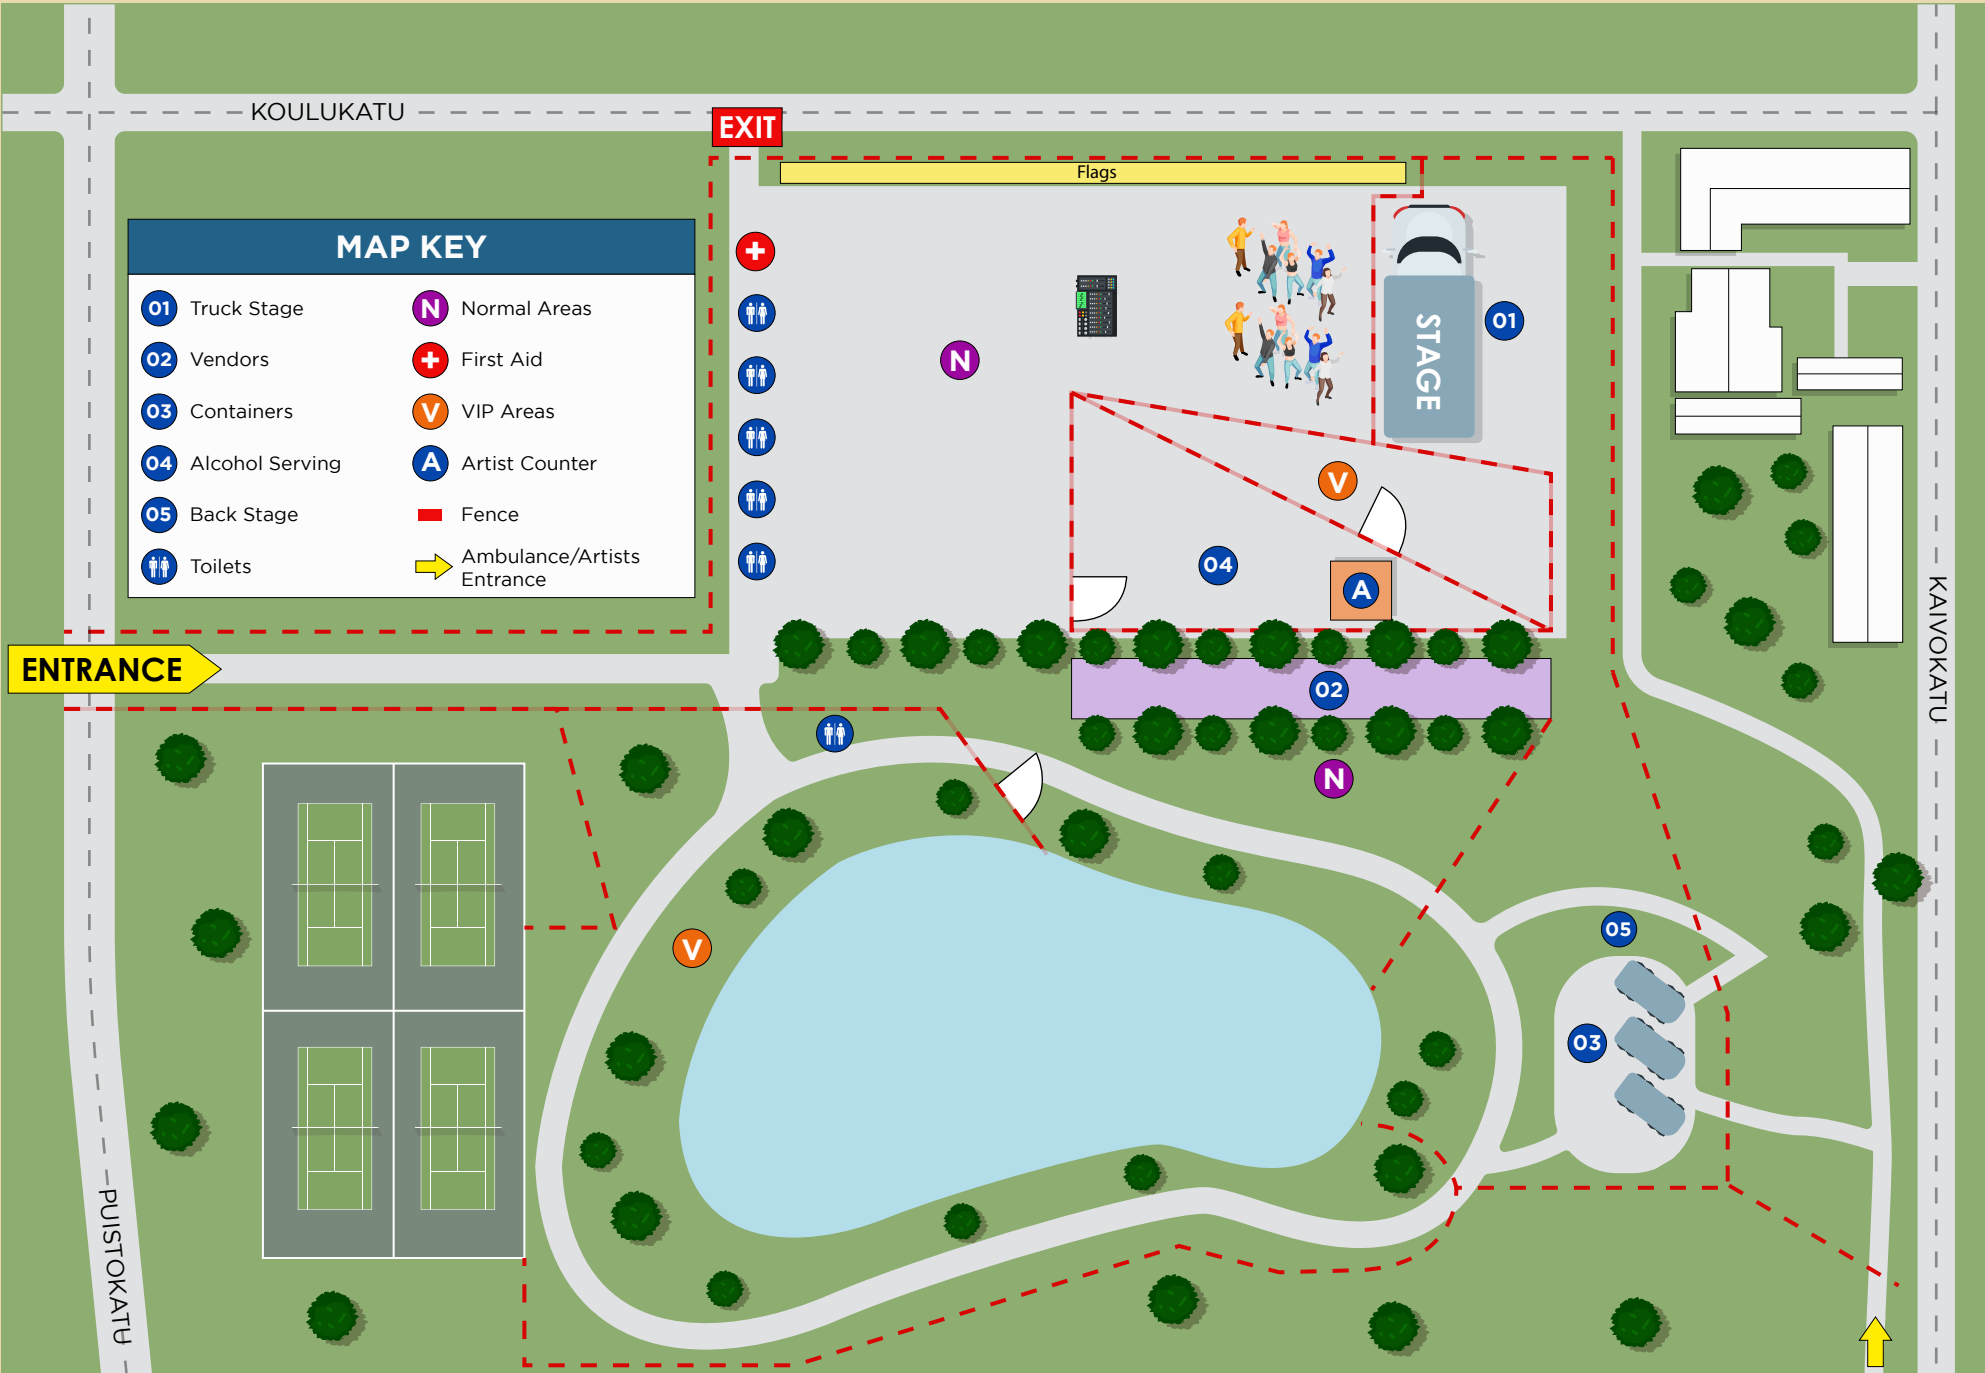 KOULUKATU
EXIT
Flags
MAP KEY
01 Truck Stage
N Normal Areas
02 Vendors
First Aid
03 Containers
V VIP Areas
04 Alcohol Serving
A Artist Counter
05 Back Stage
Fence
Toilets
Ambulance/Artists
Entrance
STAGE
01
N
V
04
A
ENTRANCE
02
N
KAIVOKATU
V
05
03
PUISTOKATU